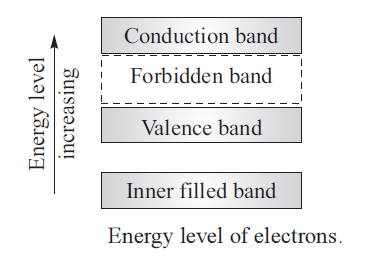 Conduction band
Forbidden band
Valence band
Inner filled band
Energy level
increasing
Energy level of electrons.